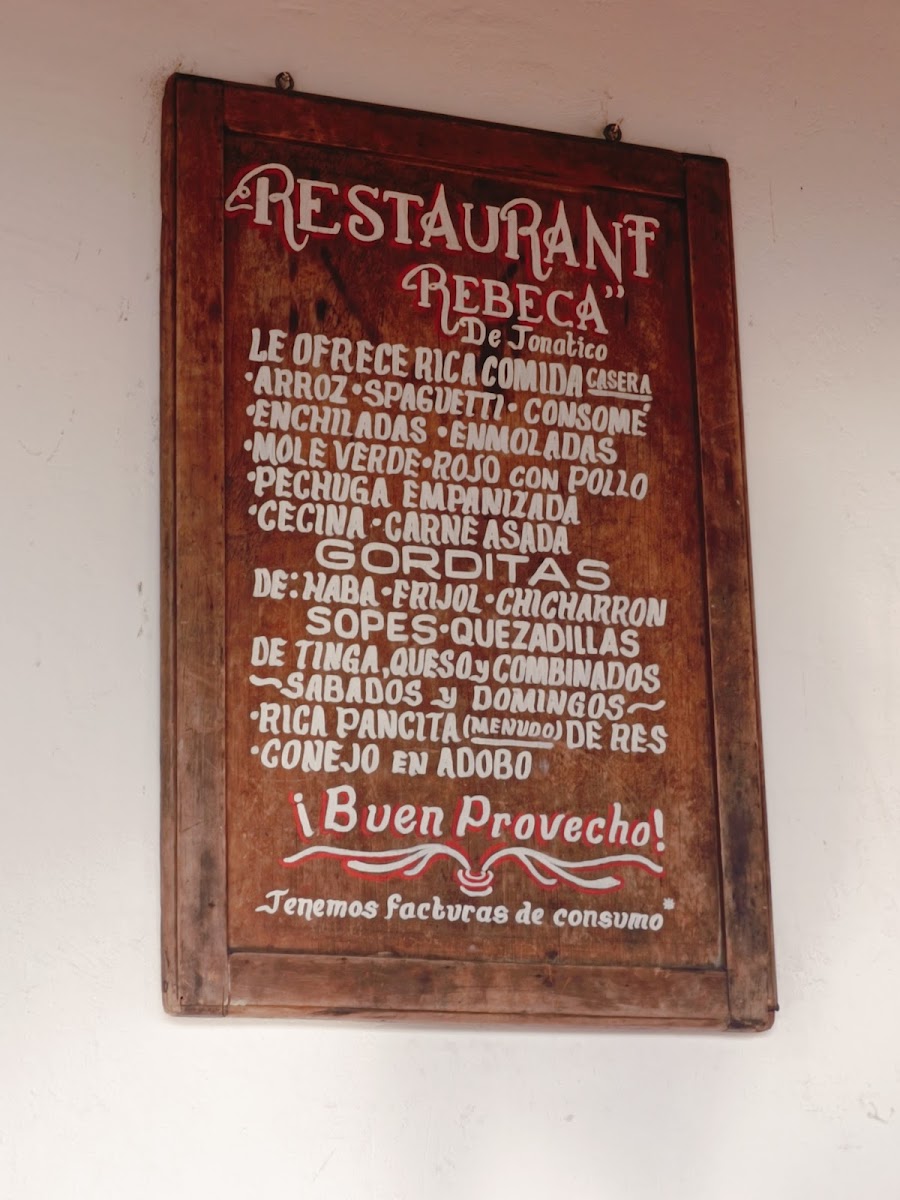 "RESTAURANT
REBECA"
De Tonatico
LE OFRECE RICA COMIDA CASERA
·ARROZ·SPAGUETTI·CONSOMÉ
·ENCHILADAS ·ENMOLADAS
·MOLE VERDE·ROJO CON POLLO
·PECHUGA EMPANIZADA
·CECINA·CARNE ASADA
GORDITAS
DE: HABA·FRIJOL·CHICHARRON
SOPES·QUEZADILLAS
DE TINGA, QUESO y COMBINADOS
~SABADOS y DOMINGOS~
·RICA PANCITA (MENUDO) DE RES
·CONEJO EN ADOBO
¡Buen Provecho!
Tenemos facturas de consumo*